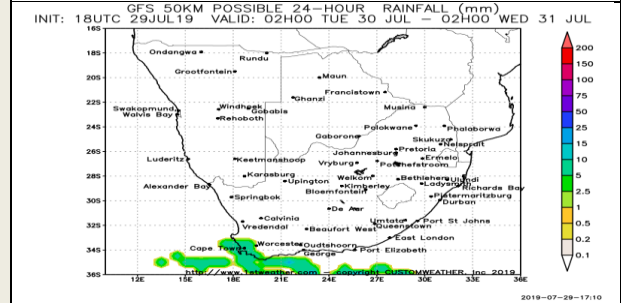 GFS 50KM POSSIBLE 24-HOUR RAINFALL (mm)
INIT: 18UTC 29JUL19 VALID: 02H00 TUE 30 JUL – 02H00 WED 31 JUL
16S
18S
20S
22S
24S
26S
28S
30S
32S
34S
36S
Ondangwa
Rundu
Grootfontein
Maun
Francistown
Ghanzi
Musina
Swakopmund
Walvis Bay
Windhoek
Gobabis
Rehoboth
Polokwane
Phalaborwa
Gaborone
Skukuza
Nelspruit
Pretoria
Johannesburg
Ermelo
Luderitz
Keetmanshoop
Vryburg
Potchefstroom
Karasburg
Upington
Welkom
Bethlehem
Ulundi
Alexander Bay
Kimberley
Ladysmith
Richards Bay
Bloemfontein
Springbok
Pietermaritzburg
Durban
De Aar
Calvinia
Vredendal
Umtata
Port St Johns
Queenstown
Beaufort West
East London
Cape Town
Worcester
Oudtshoorn
George
Port Elizabeth
http://www.1stweather.com – copyright CUSTOMWEATHER, Inc 2019
12E 15E 18E 21E 24E 27E 30E 33E 36E
200
150
100
75
50
25
15
10
5
2.5
1
0.5
0.2
0.1
2019-07-29-17:10